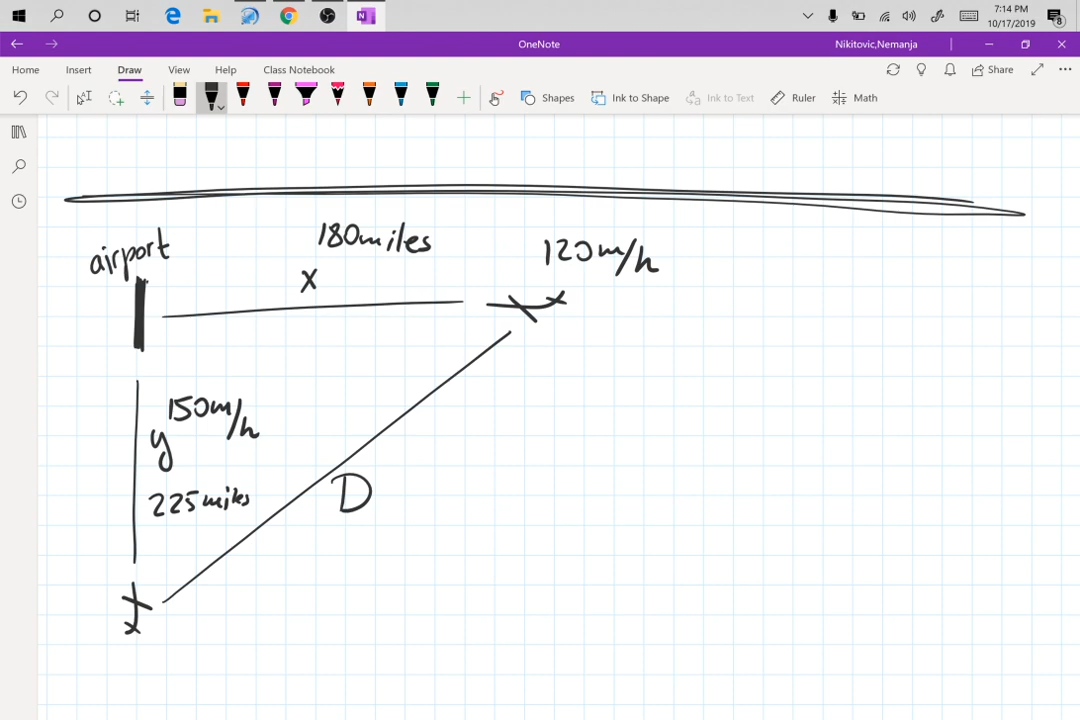 7:14 PM
10/17/2019
8
OneNote
Nikitovic,Nemanja
Home Insert Draw View Help Class Notebook Share
Shapes Ink to Shape Ink to Text Ruler Math
180miles
120m/h
airport
x
150m/h
y
225miles
D